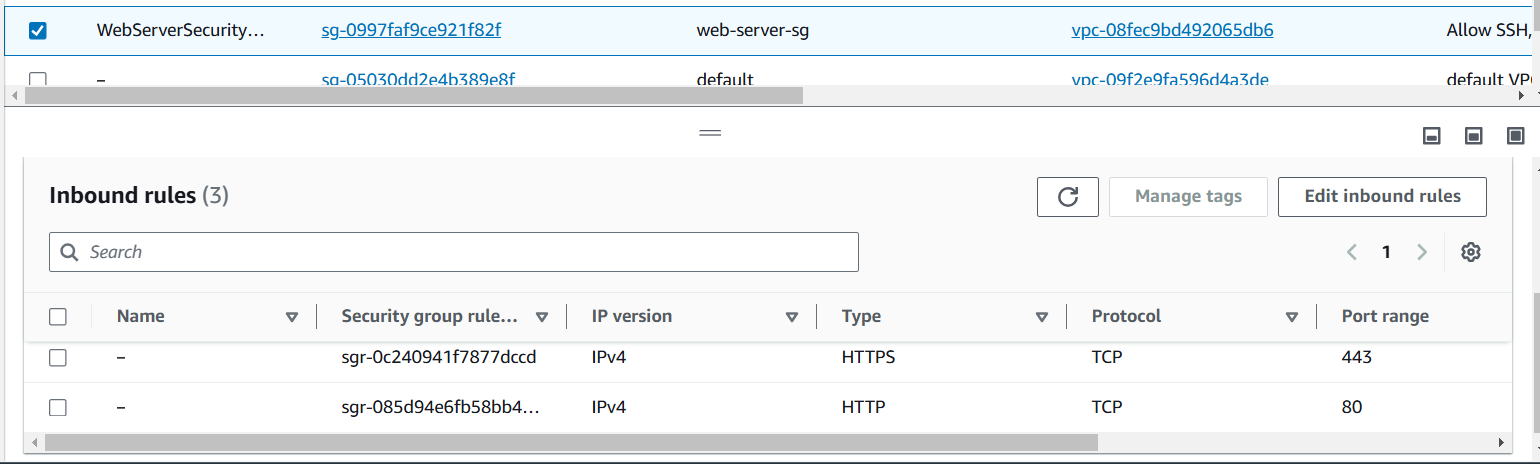 WebServerSecurity… sg-0997faf9ce921f82f web-server-sg vpc-08fec9bd492065db6 Allow SSH,
– sg-05030dd2e4b389e8f default vpc-09f2e9fa596d4a3de default VPC
Inbound rules (3) Manage tags Edit inbound rules
Search 1
Name Security group rule… IP version Type Protocol Port range
– sgr-0c240941f7877dccd IPv4 HTTPS TCP 443
– sgr-085d94e6fb58bb4… IPv4 HTTP TCP 80